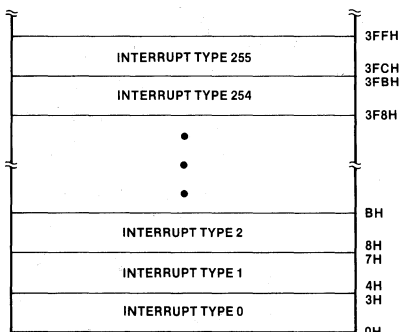 3FFH
INTERRUPT TYPE 255
3FCH
3FBH
INTERRUPT TYPE 254
3F8H
BH
INTERRUPT TYPE 2
8H
7H
INTERRUPT TYPE 1
4H
3H
INTERRUPT TYPE 0
0H